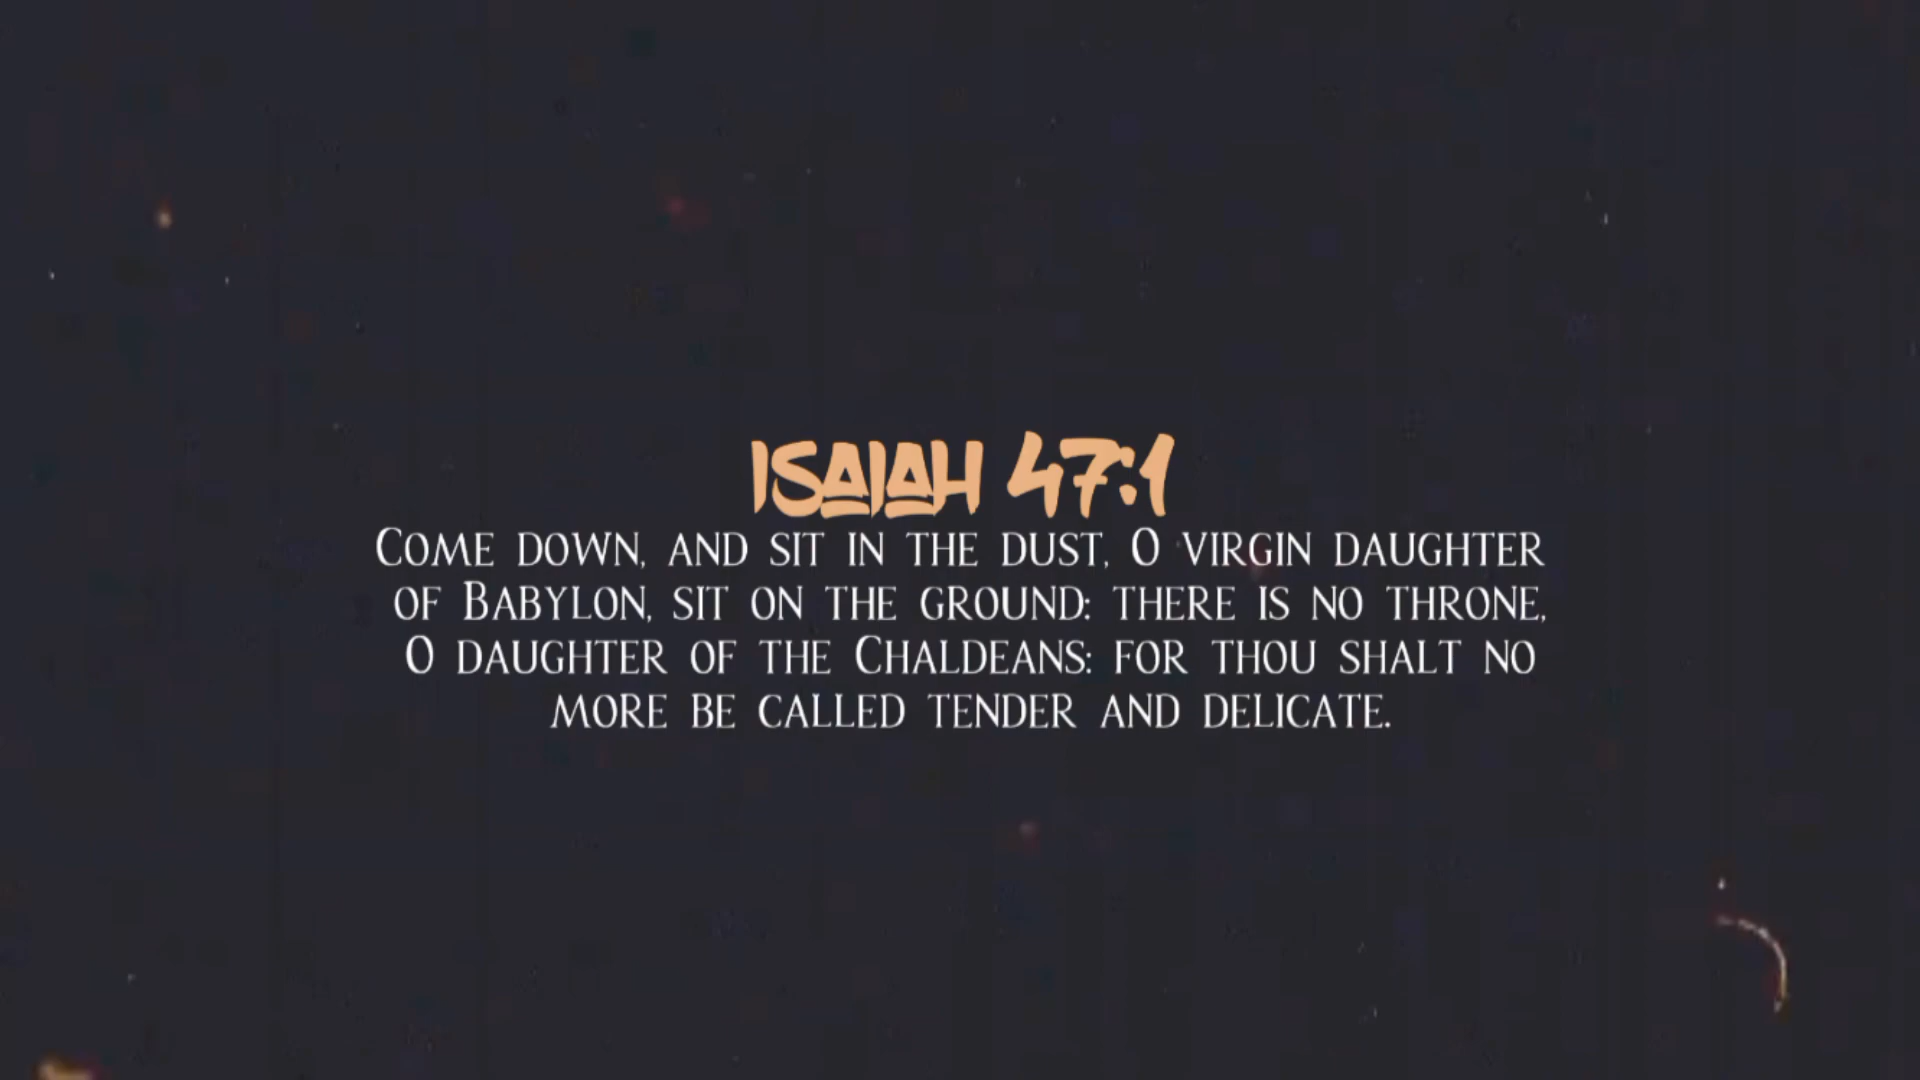 Isaiah 47:1
Come down, and sit in the dust, O virgin daughter
of Babylon, sit on the ground: there is no throne,
O daughter of the Chaldeans: for thou shalt no
more be called tender and delicate.